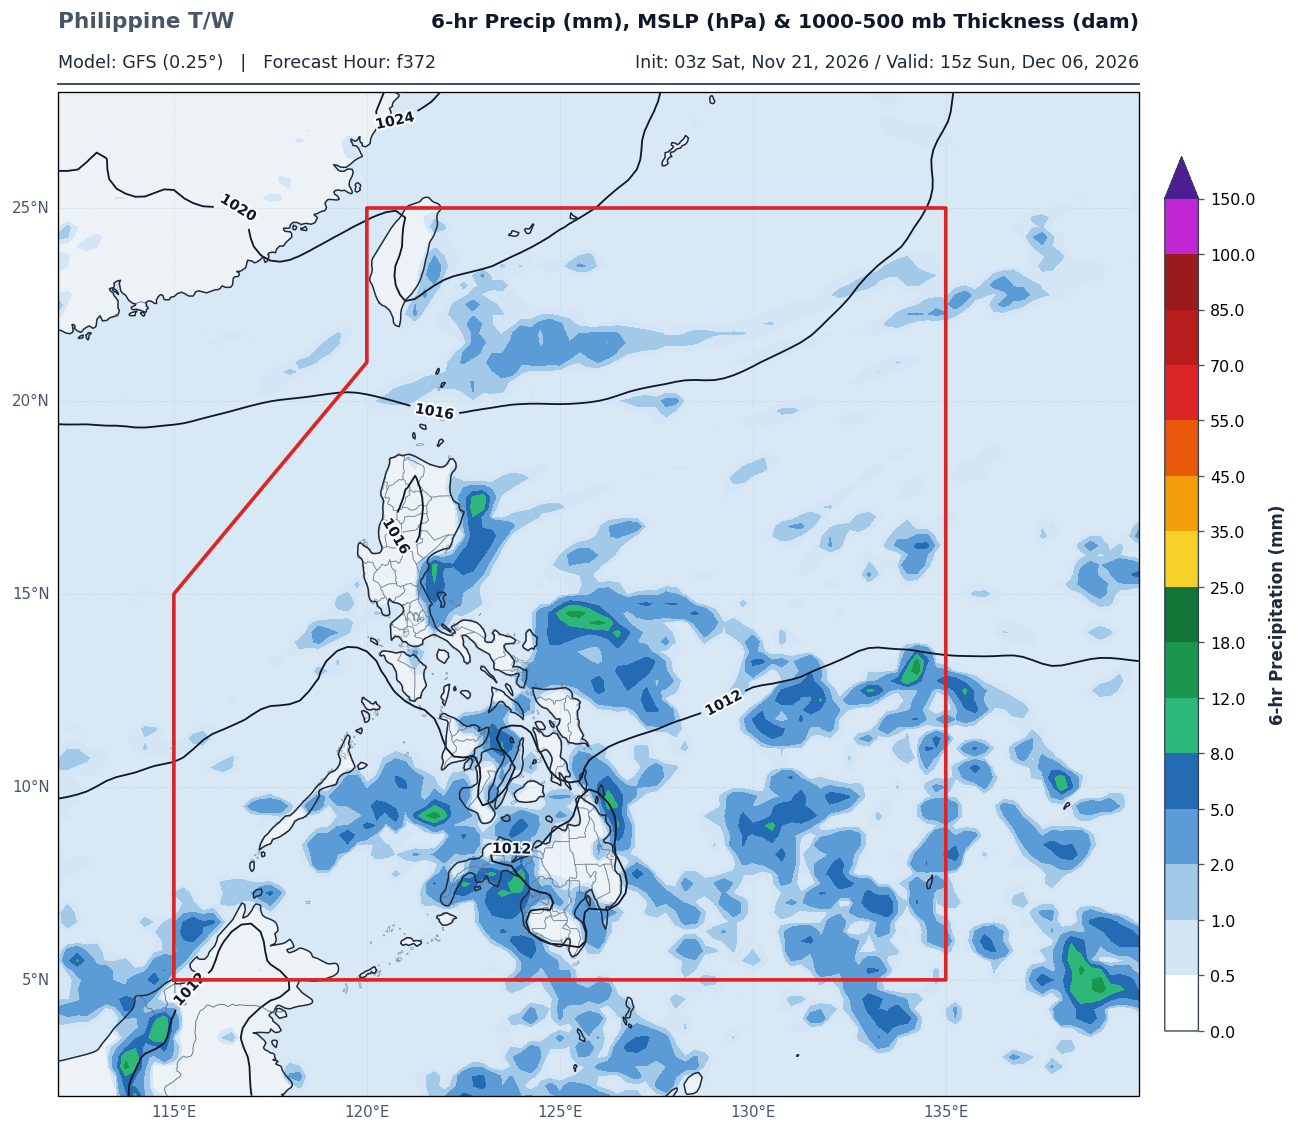 Philippine T/W
6-hr Precip (mm), MSLP (hPa) & 1000-500 mb Thickness (dam)
Model: GFS (0.25°) | Forecast Hour: f372
Init: 03z Sat, Nov 21, 2026 / Valid: 15z Sun, Dec 06, 2026
1024
1020
1016
1016
1012
1012
1012
25°N
20°N
15°N
10°N
5°N
115°E
120°E
125°E
130°E
135°E
150.0
100.0
85.0
70.0
55.0
45.0
35.0
25.0
18.0
12.0
8.0
5.0
2.0
1.0
0.5
0.0
6-hr Precipitation (mm)